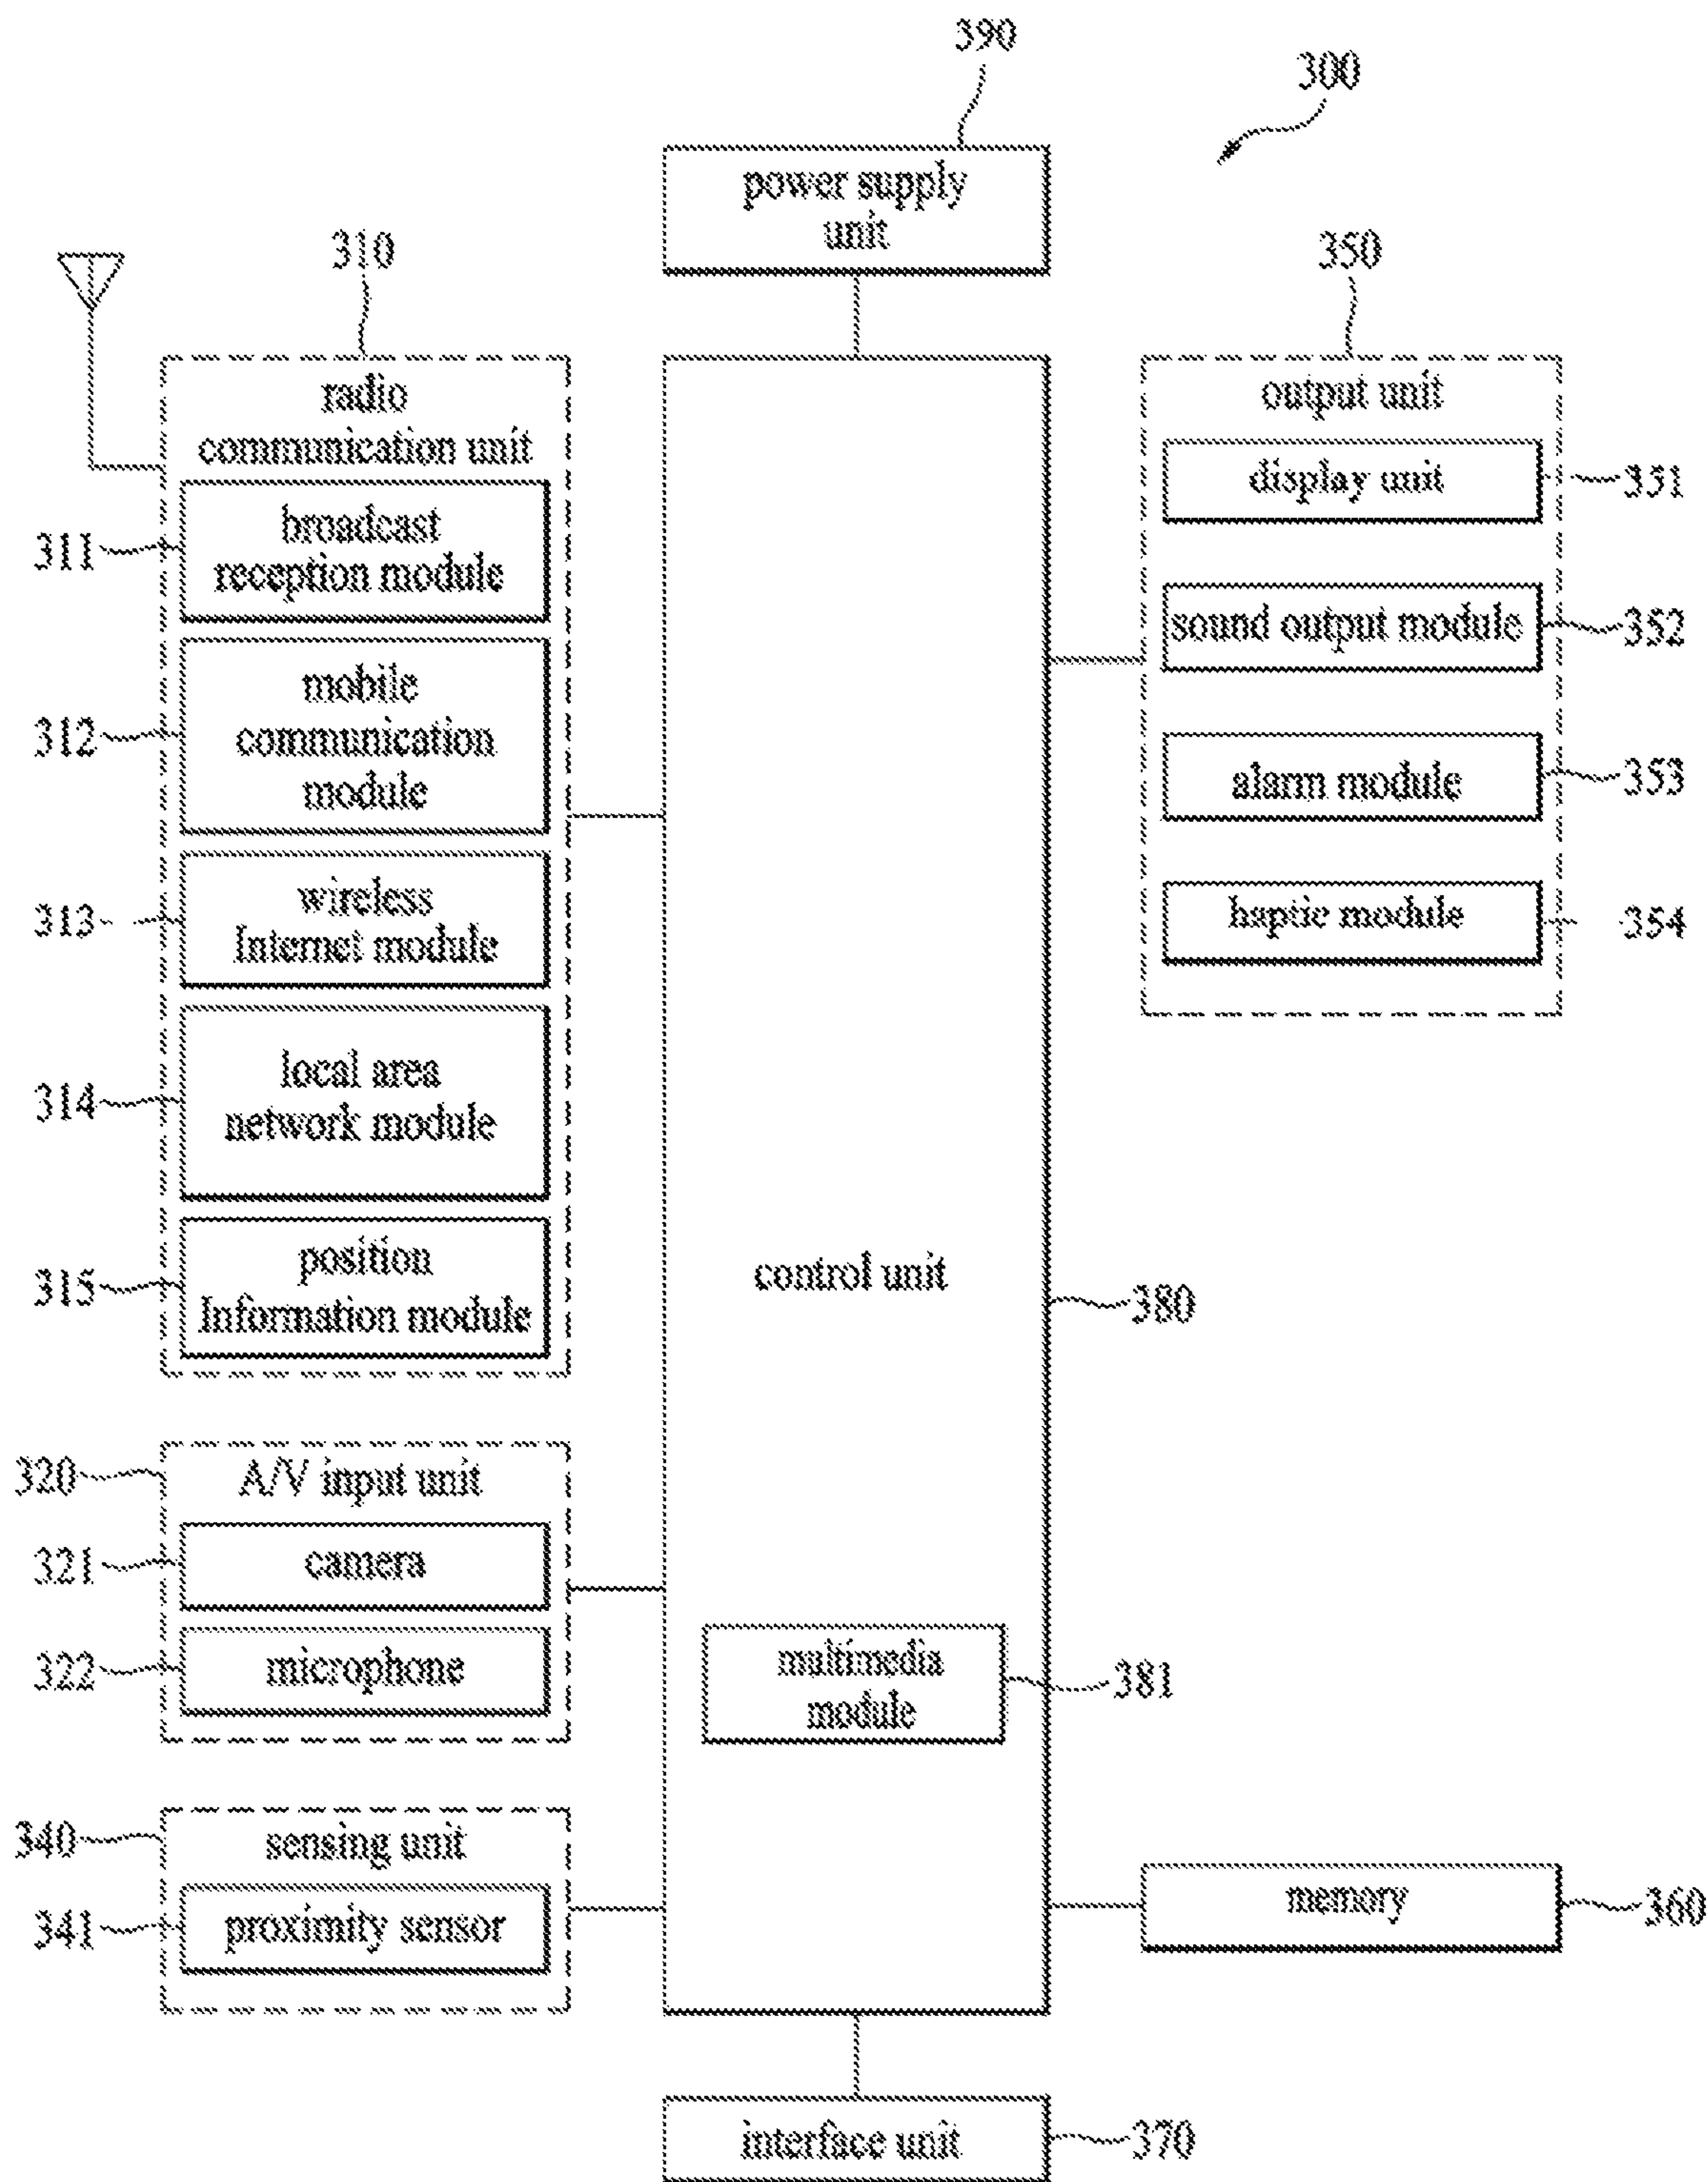 390
300
power supply
unit
310
350
radio
communication unit
311
broadcast
reception module
312
mobile
communication
module
313
wireless
Internet module
314
local area
network module
315
position
Information module
320
A/V input unit
321
camera
322
microphone
340
sensing unit
341
proximity sensor
control unit
380
multimedia
module
381
output unit
display unit
351
sound output module
352
alarm module
353
haptic module
354
memory
360
interface unit
370